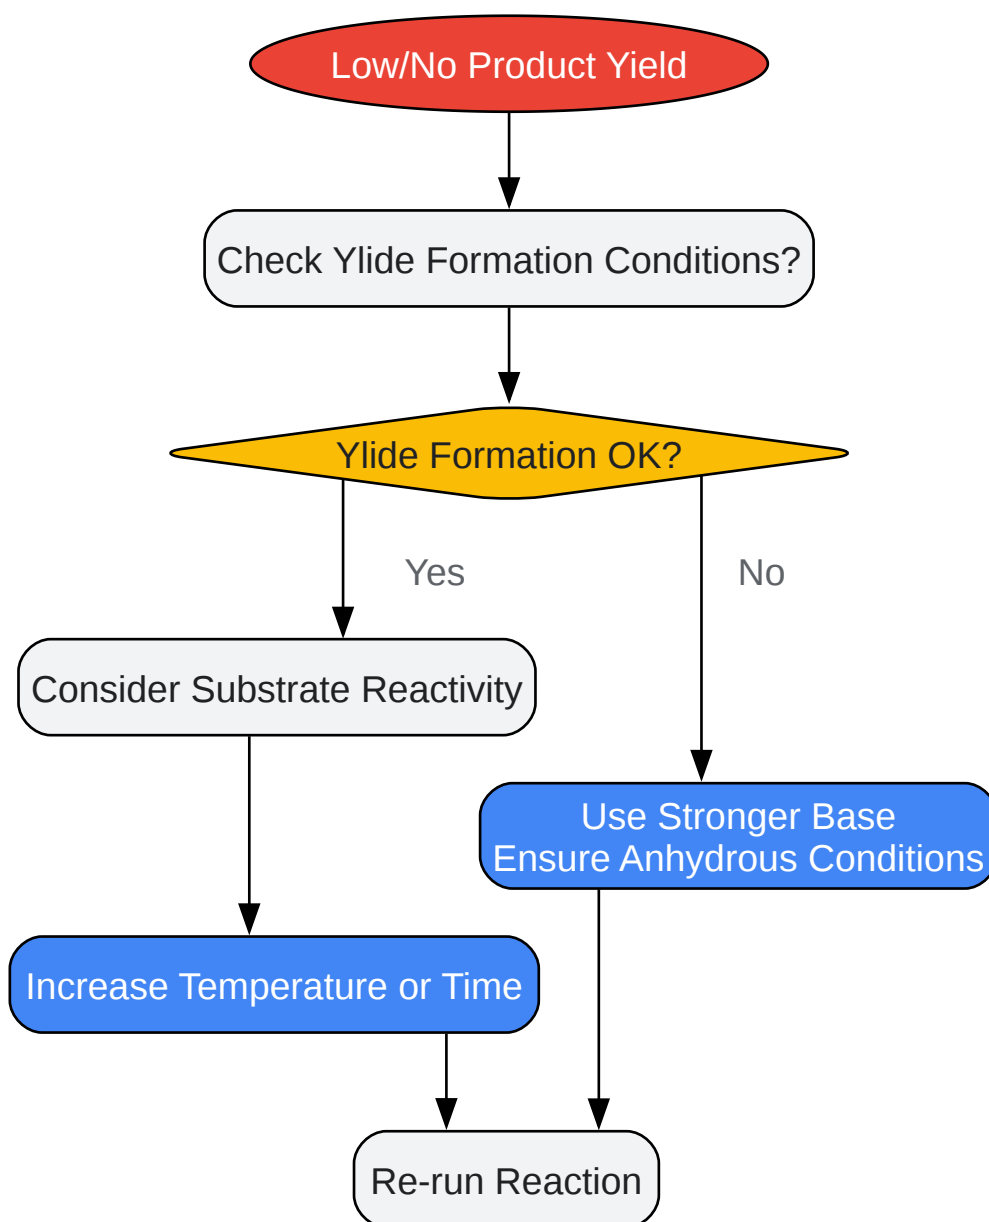 Low/No Product Yield
Check Ylide Formation Conditions?
Ylide Formation OK?
Yes
No
Consider Substrate Reactivity
Use Stronger Base
Ensure Anhydrous Conditions
Increase Temperature or Time
Re-run Reaction